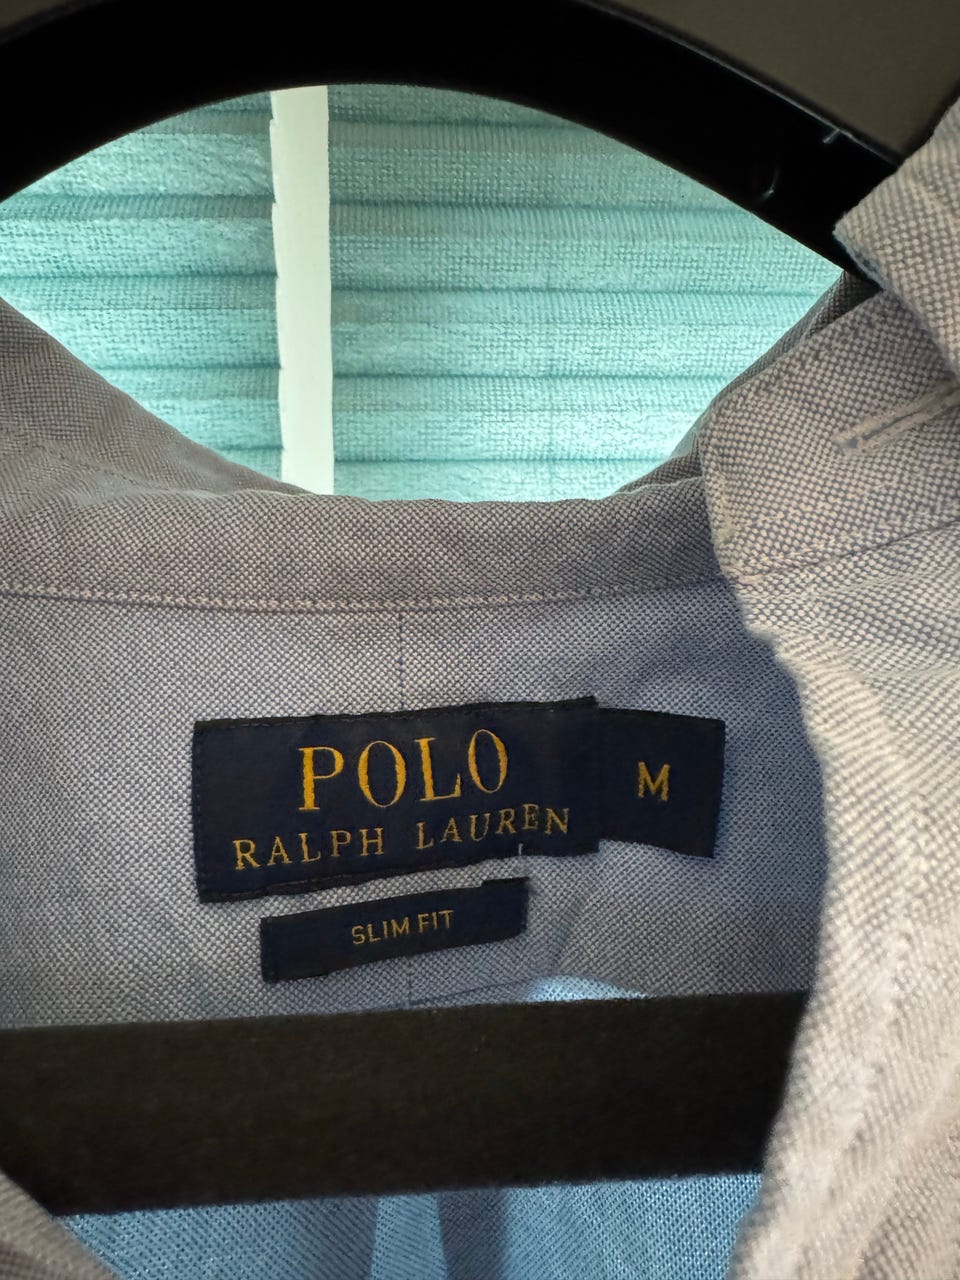 POLO
RALPH LAUREN
M
SLIM FIT